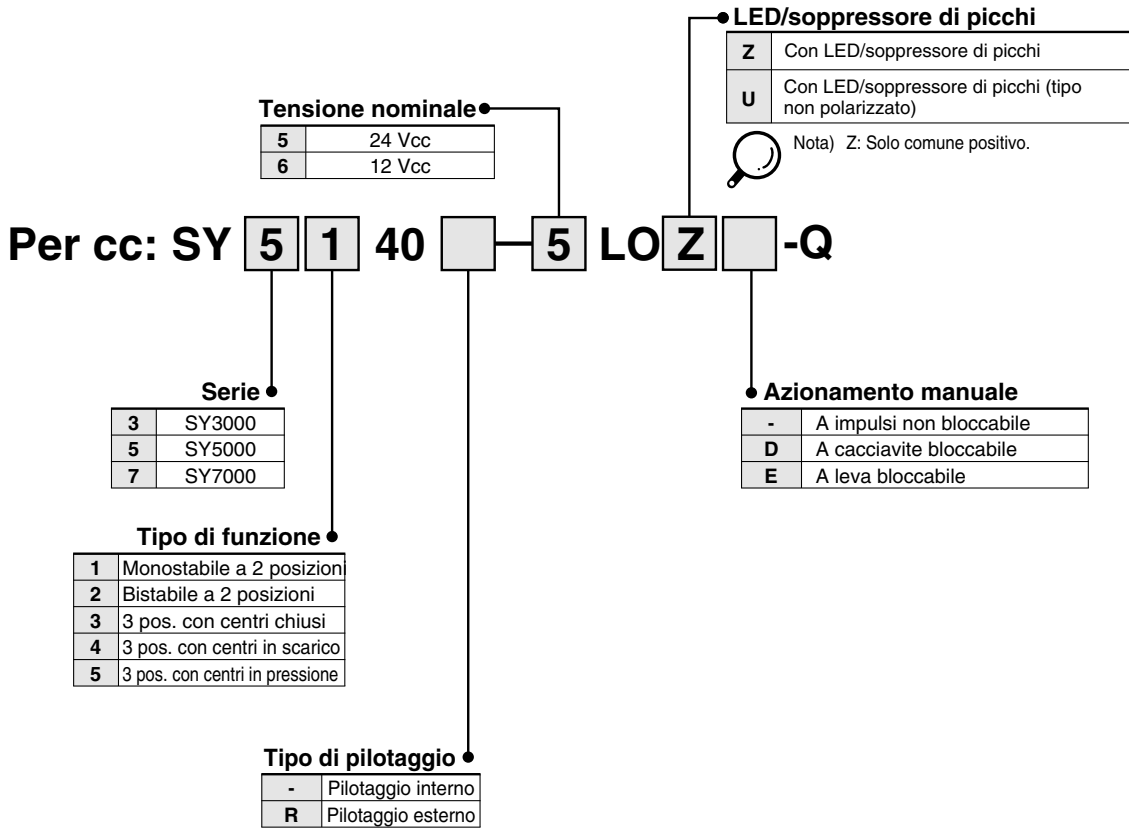 LED/soppressore di picchi
Z Con LED/soppressore di picchi
U Con LED/soppressore di picchi (tipo
non polarizzato)
Nota) Z: Solo comune positivo.
Tensione nominale
5 24 Vcc
6 12 Vcc
Per cc: SY 5 1 40 - 5 LO Z -Q
Serie
3 SY3000
5 SY5000
7 SY7000
Azionamento manuale
- A impulsi non bloccabile
D A cacciavite bloccabile
E A leva bloccabile
Tipo di funzione
1 Monostabile a 2 posizioni
2 Bistabile a 2 posizioni
3 3 pos. con centri chiusi
4 3 pos. con centri in scarico
5 3 pos. con centri in pressione
Tipo di pilotaggio
- Pilotaggio interno
R Pilotaggio esterno